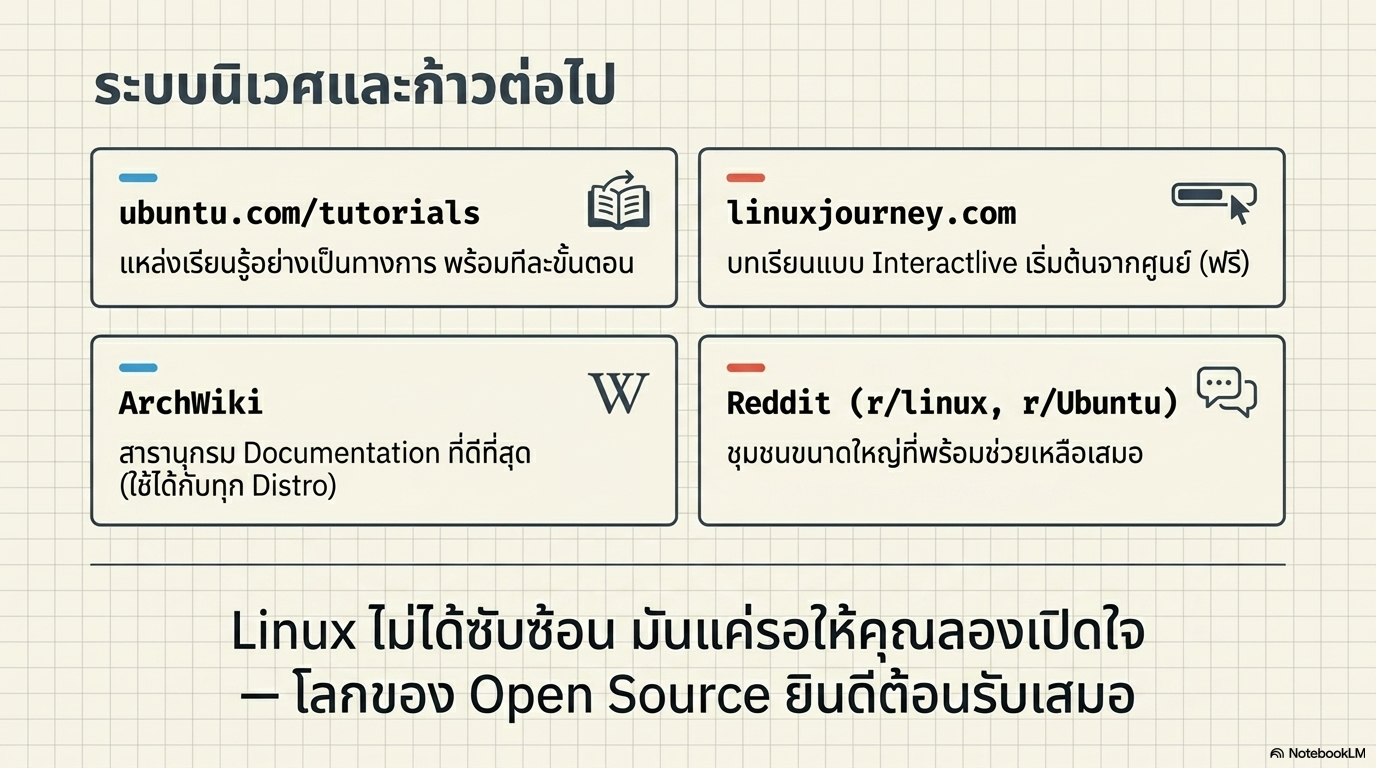 ระบบนิเวศและก้าวต่อไป
ubuntu.com/tutorials
แหล่งเรียนรู้อย่างเป็นทางการ พร้อมทีละขั้นตอน
linuxjourney.com
บทเรียนแบบ Interactlive เริ่มต้นจากศูนย์ (ฟรี)
ArchWiki
สารานุกรม Documentation ที่ดีที่สุด
(ใช้ได้กับทุก Distro)
W
Reddit (r/linux, r/Ubuntu)
ชุมชนขนาดใหญ่ที่พร้อมช่วยเหลือเสมอ
Linux ไม่ได้ซับซ้อน มันแค่รอให้คุณลองเปิดใจ
— โลกของ Open Source ยินดีต้อนรับเสมอ
NotebookLM